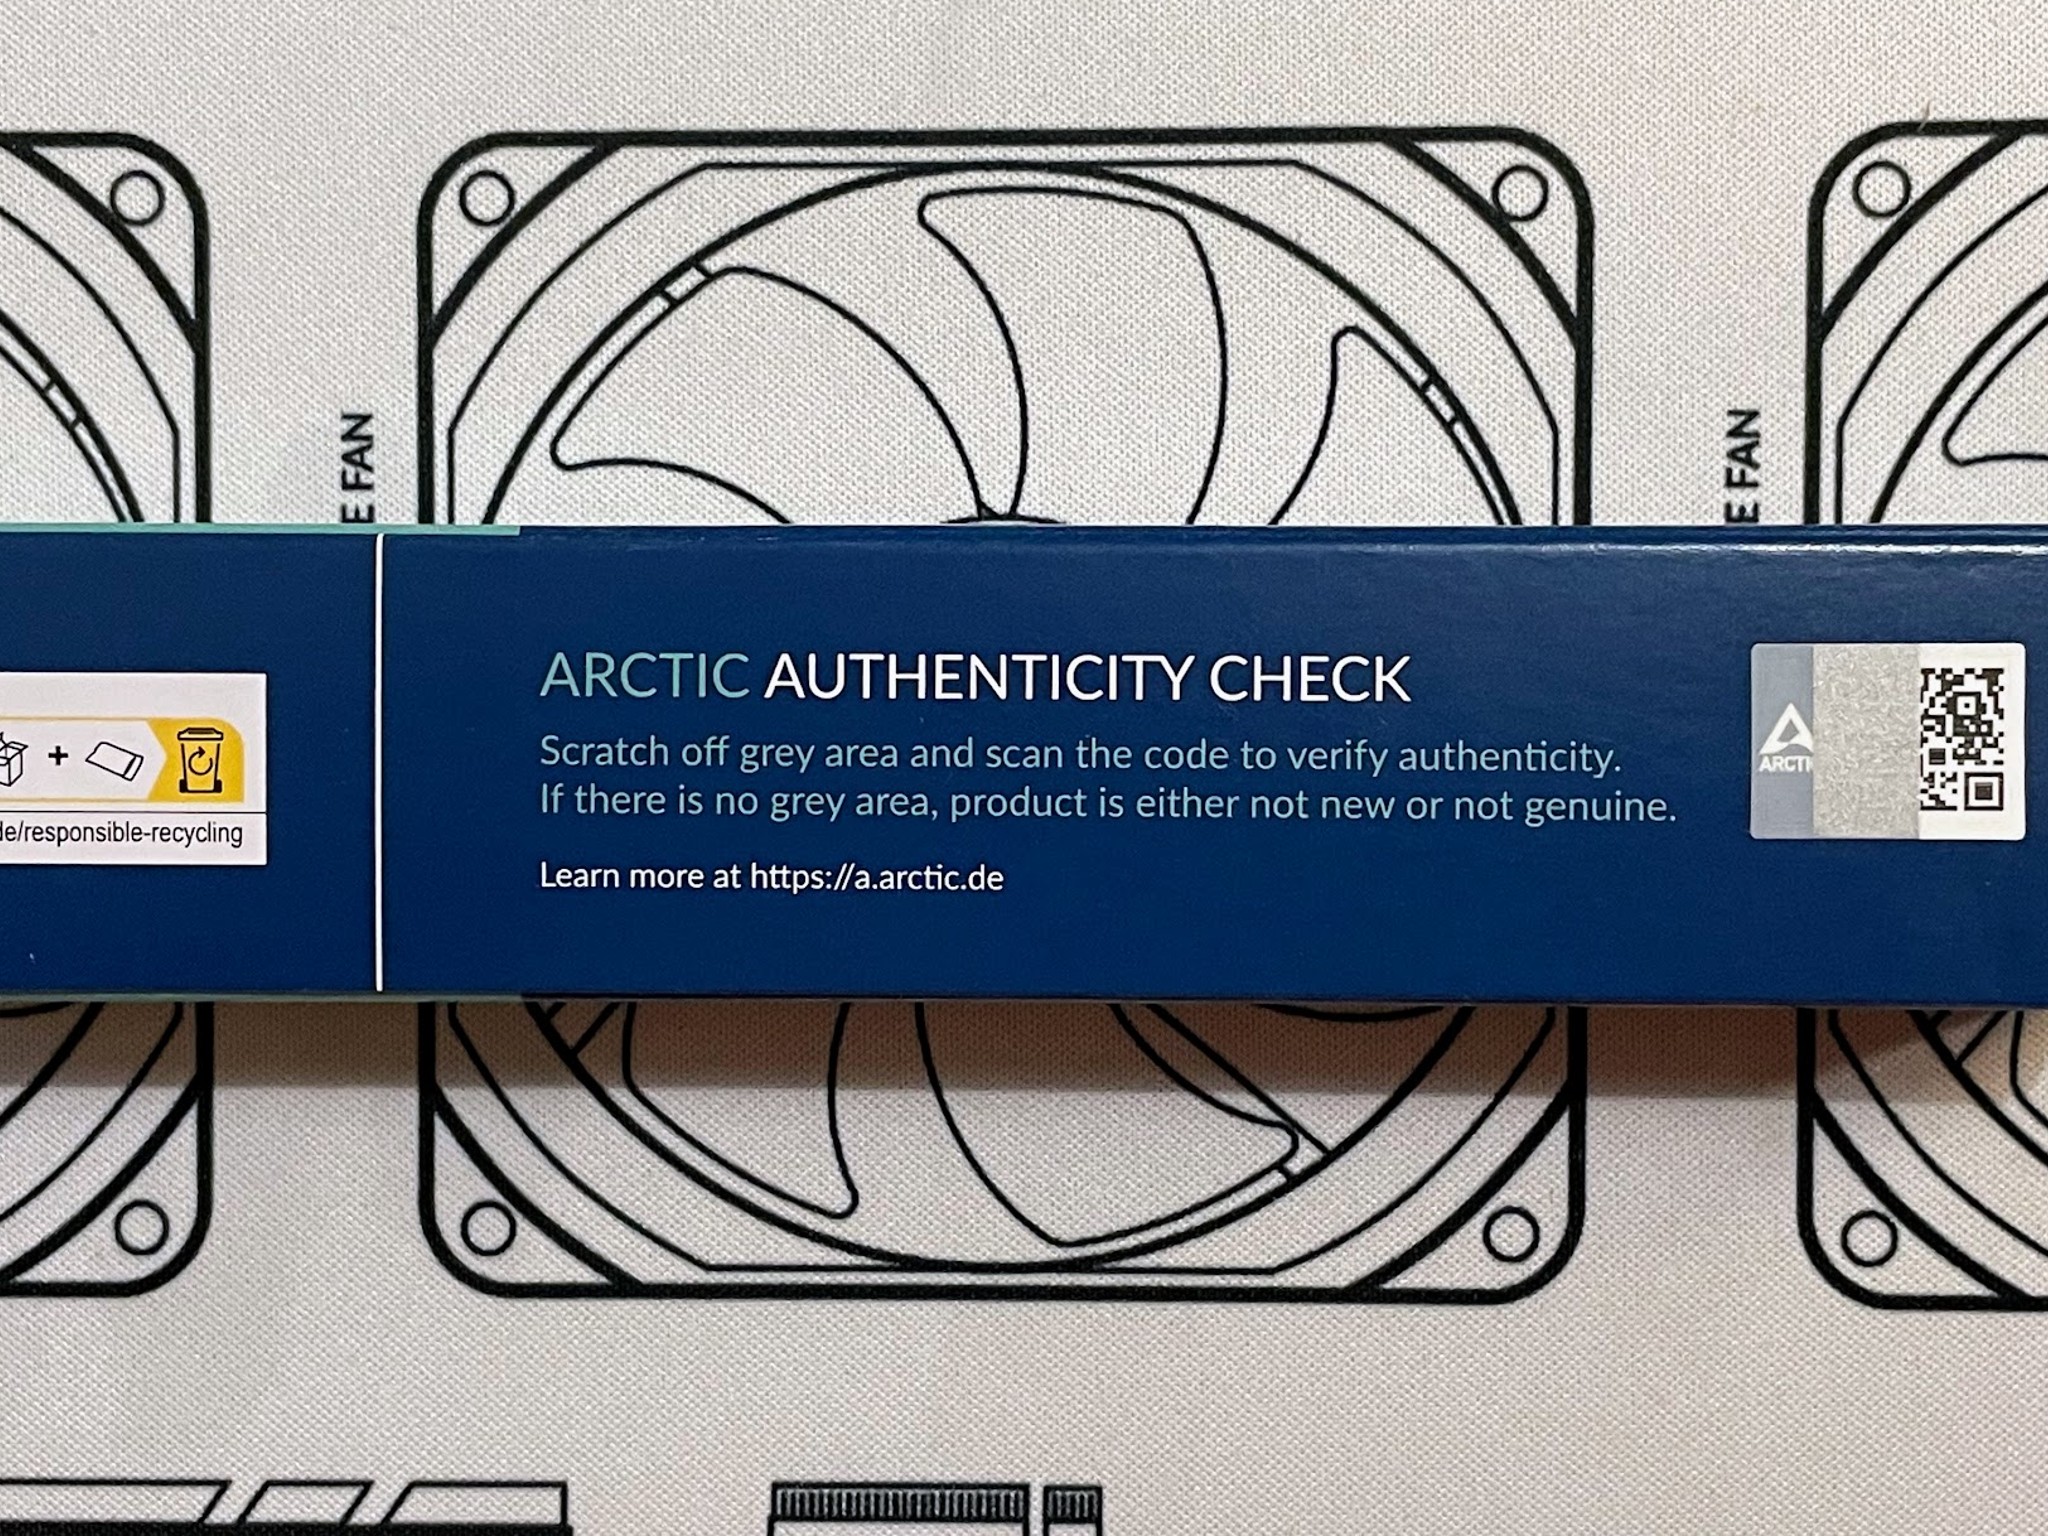 E FAN
E FAN
ARCTIC AUTHENTICITY CHECK
Scratch off grey area and scan the code to verify authenticity.
If there is no grey area, product is either not new or not genuine.
Learn more at https://a.arctic.de
ARCTI
+
de/responsible-recycling